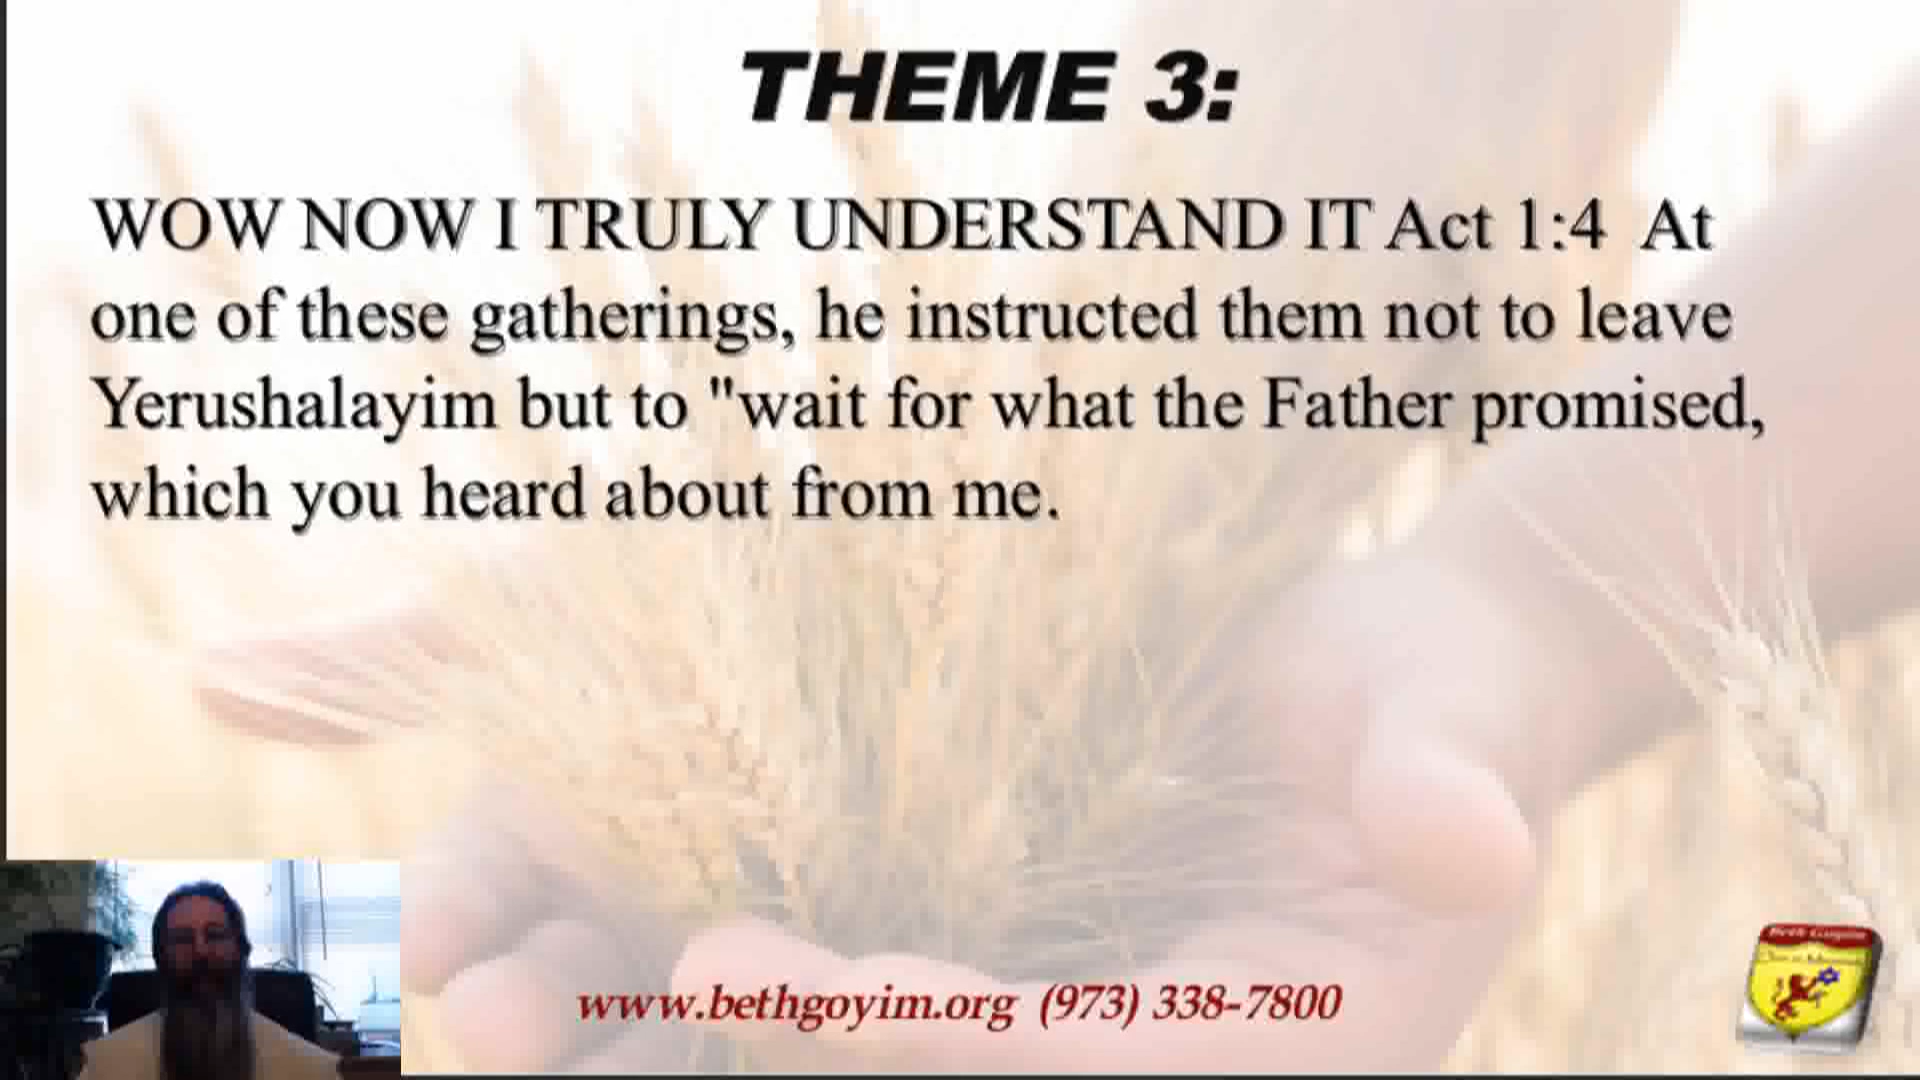 THEME 3:
WOW NOW I TRULY UNDERSTAND IT Act 1:4  At
one of these gatherings, he instructed them not to leave
Yerushalayim but to "wait for what the Father promised,
which you heard about from me.
www.bethgoyim.org (973) 338-7800
Beth Goyim